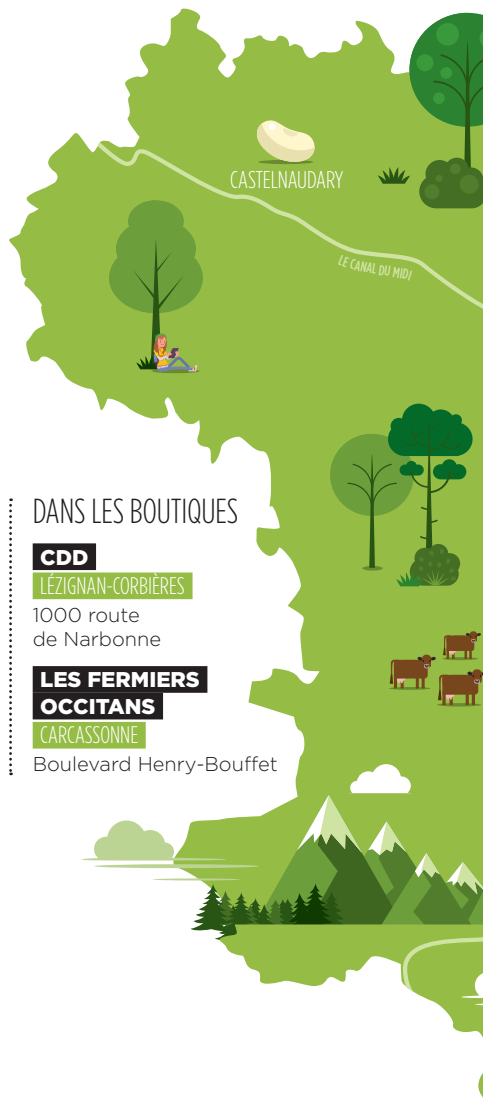 CASTELNAUDARY
LE CANAL DU MIDI
DANS LES BOUTIQUES
CDD
LÉZIGNAN-CORBIÈRES
1000 route
de Narbonne
LES FERMIERS
OCCITANS
CARCASSONNE
Boulevard Henry-Bouffet